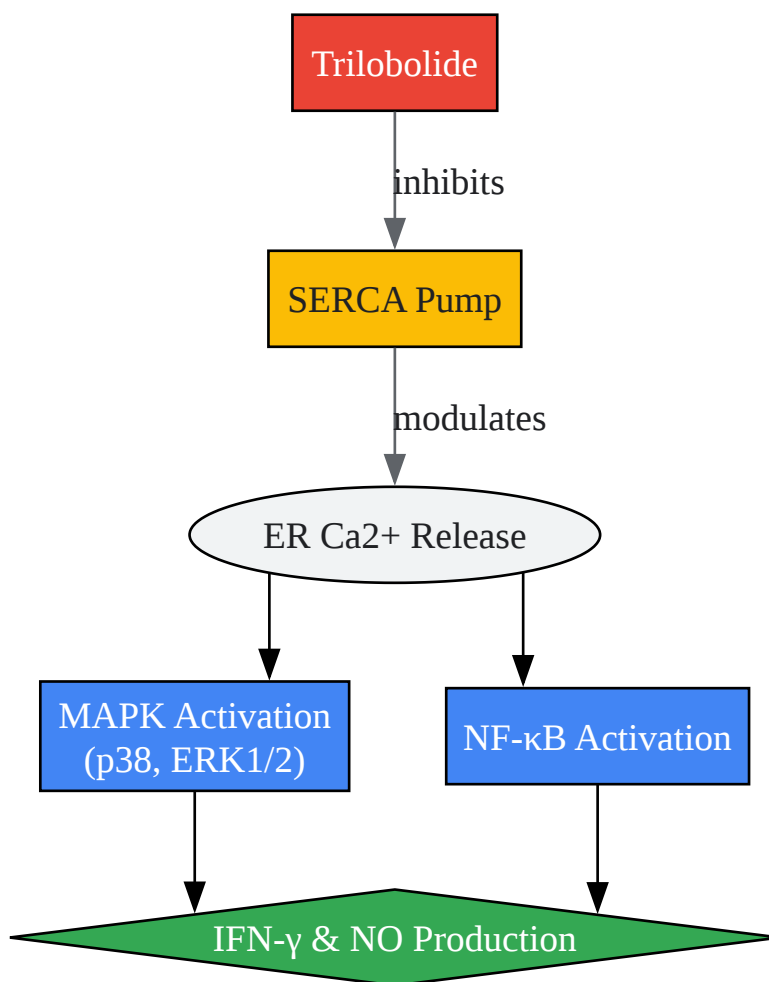 Trilobolide
inhibits
SERCA Pump
modulates
ER Ca2+ Release
MAPK Activation
(p38, ERK1/2)
NF-κB Activation
IFN-γ & NO Production